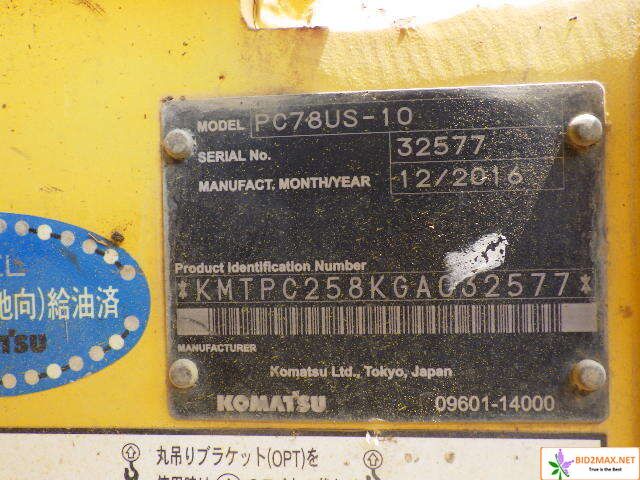 MODEL PC78US-10
SERIAL No. 32577
MANUFACT. MONTH/YEAR 12/2016
Product Identification Number
*KMTPC258KGA032577*
MANUFACTURER
Komatsu Ltd., Tokyo, Japan
KOMATSU 09601-14000
地向)給油済
丸吊りブラケット(OPT)を
BID2MAX.NET
True is the Best